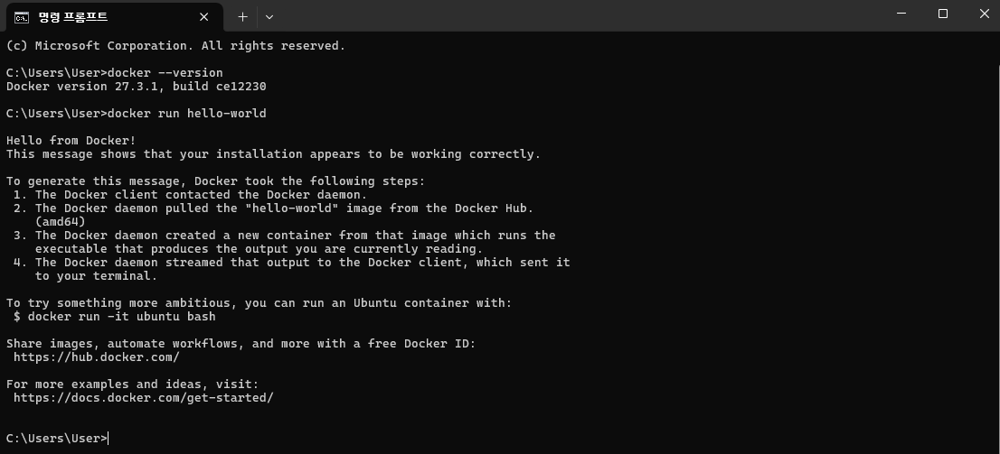 명령 프롬프트
(c) Microsoft Corporation. All rights reserved.
C:\Users\User>docker --version
Docker version 27.3.1, build ce12230
C:\Users\User>docker run hello-world
Hello from Docker!
This message shows that your installation appears to be working correctly.
To generate this message, Docker took the following steps:
 1. The Docker client contacted the Docker daemon.
 2. The Docker daemon pulled the "hello-world" image from the Docker Hub.
    (amd64)
 3. The Docker daemon created a new container from that image which runs the
    executable that produces the output you are currently reading.
 4. The Docker daemon streamed that output to the Docker client, which sent it
    to your terminal.
To try something more ambitious, you can run an Ubuntu container with:
 $ docker run -it ubuntu bash
Share images, automate workflows, and more with a free Docker ID:
 https://hub.docker.com/
For more examples and ideas, visit:
 https://docs.docker.com/get-started/
C:\Users\User>